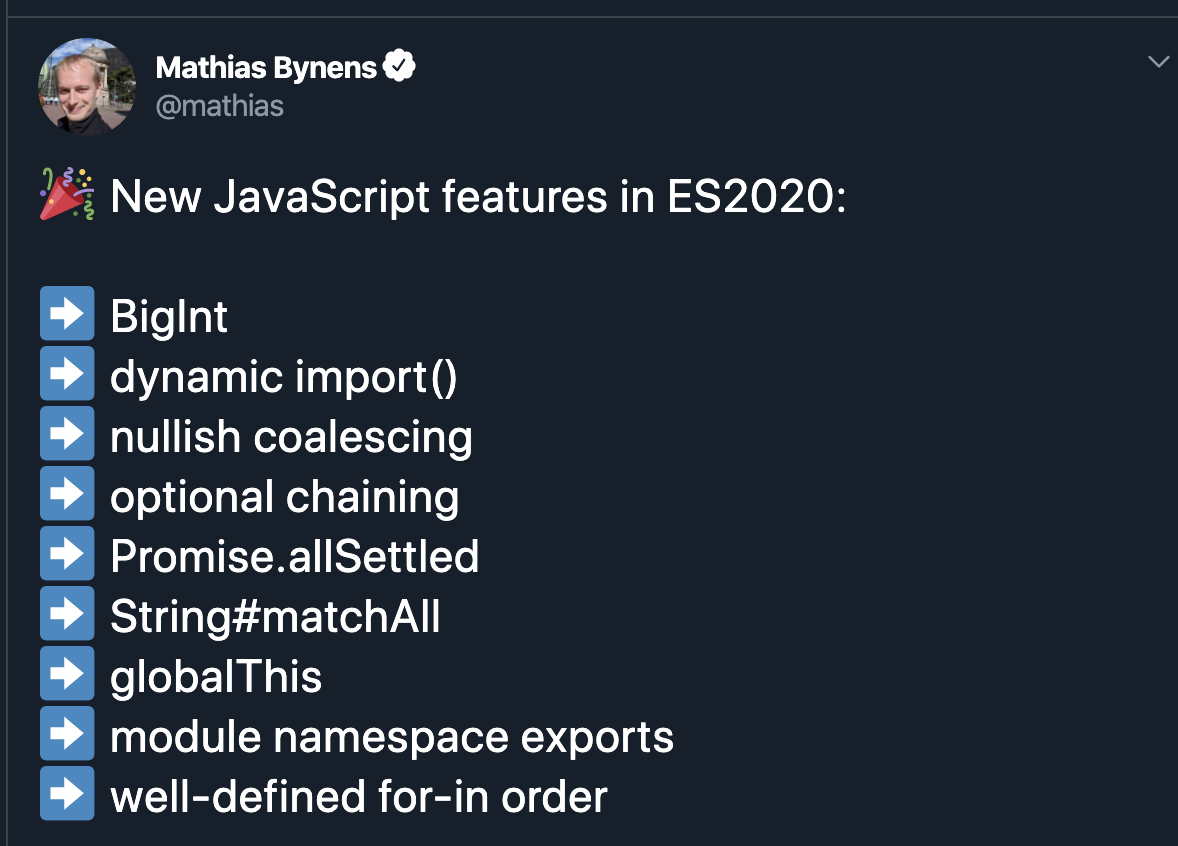 Mathias Bynens
@mathias
🎉 New JavaScript features in ES2020:
➡️ BigInt
➡️ dynamic import()
➡️ nullish coalescing
➡️ optional chaining
➡️ Promise.allSettled
➡️ String#matchAll
➡️ globalThis
➡️ module namespace exports
➡️ well-defined for-in order